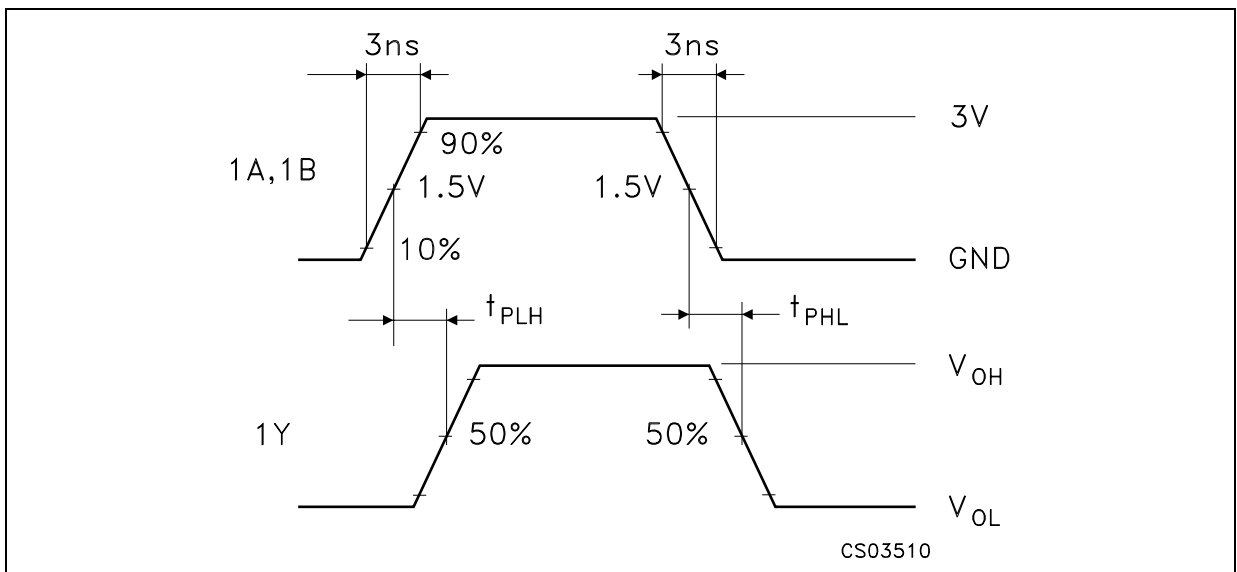 3ns 3ns
3V
90%
1A,1B
1.5V 1.5V
10%
GND
tPLH tPHL
VOH
1Y
50% 50%
VOL
CS03510